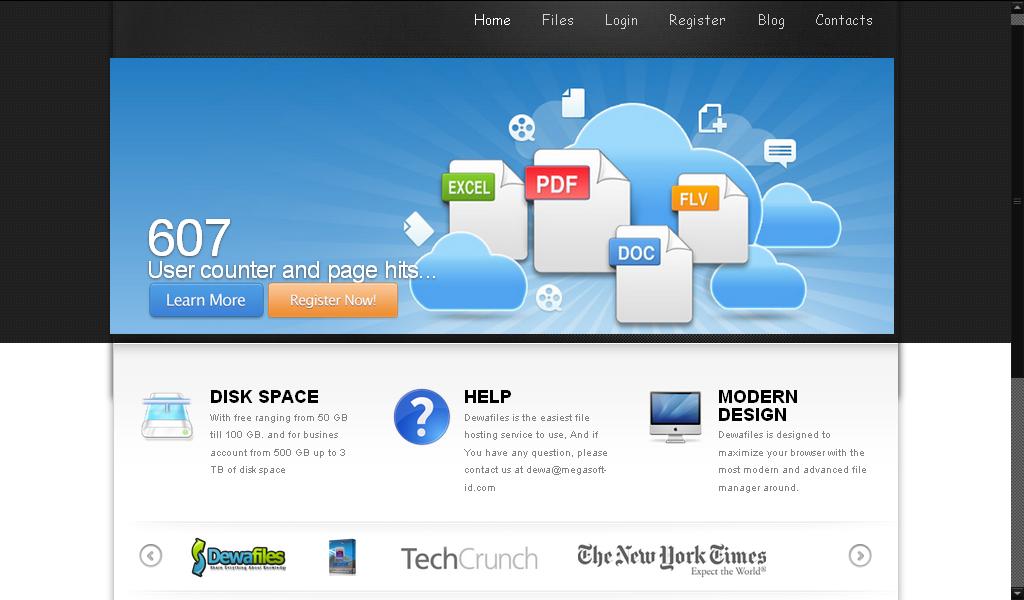 Home Files Login Register Blog Contacts
EXCEL
PDF
FLV
DOC
607
User counter and page hits...
Learn More
Register Now!
DISK SPACE
With free ranging from 50 GB
till 100 GB. and for busines
account from 500 GB up to 3
TB of disk space
HELP
Dewafiles is the easiest file
hosting service to use, And if
You have any question, please
contact us at dewa@megasoft-
id.com
MODERN
DESIGN
Dewafiles is designed to
maximize your browser with the
most modern and advanced file
manager around.
Dewafiles
Share Everything About Knowledge
TechCrunch
The New York Times
Expect the World®